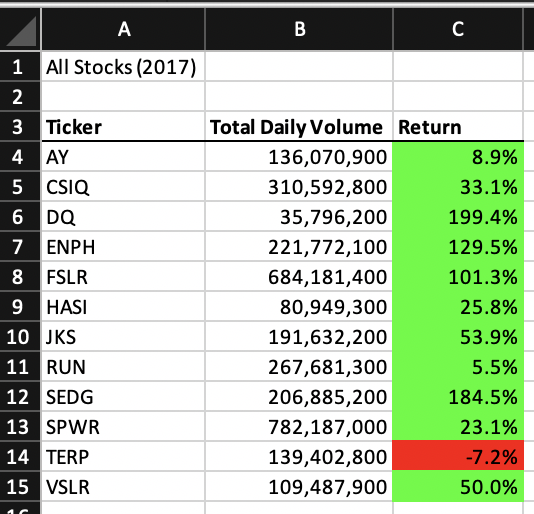 A B C
1 All Stocks (2017)
2
3 Ticker Total Daily Volume Return
4 AY 136,070,900 8.9%
5 CSIQ 310,592,800 33.1%
6 DQ 35,796,200 199.4%
7 ENPH 221,772,100 129.5%
8 FSLR 684,181,400 101.3%
9 HASI 80,949,300 25.8%
10 JKS 191,632,200 53.9%
11 RUN 267,681,300 5.5%
12 SEDG 206,885,200 184.5%
13 SPWR 782,187,000 23.1%
14 TERP 139,402,800 -7.2%
15 VSLR 109,487,900 50.0%